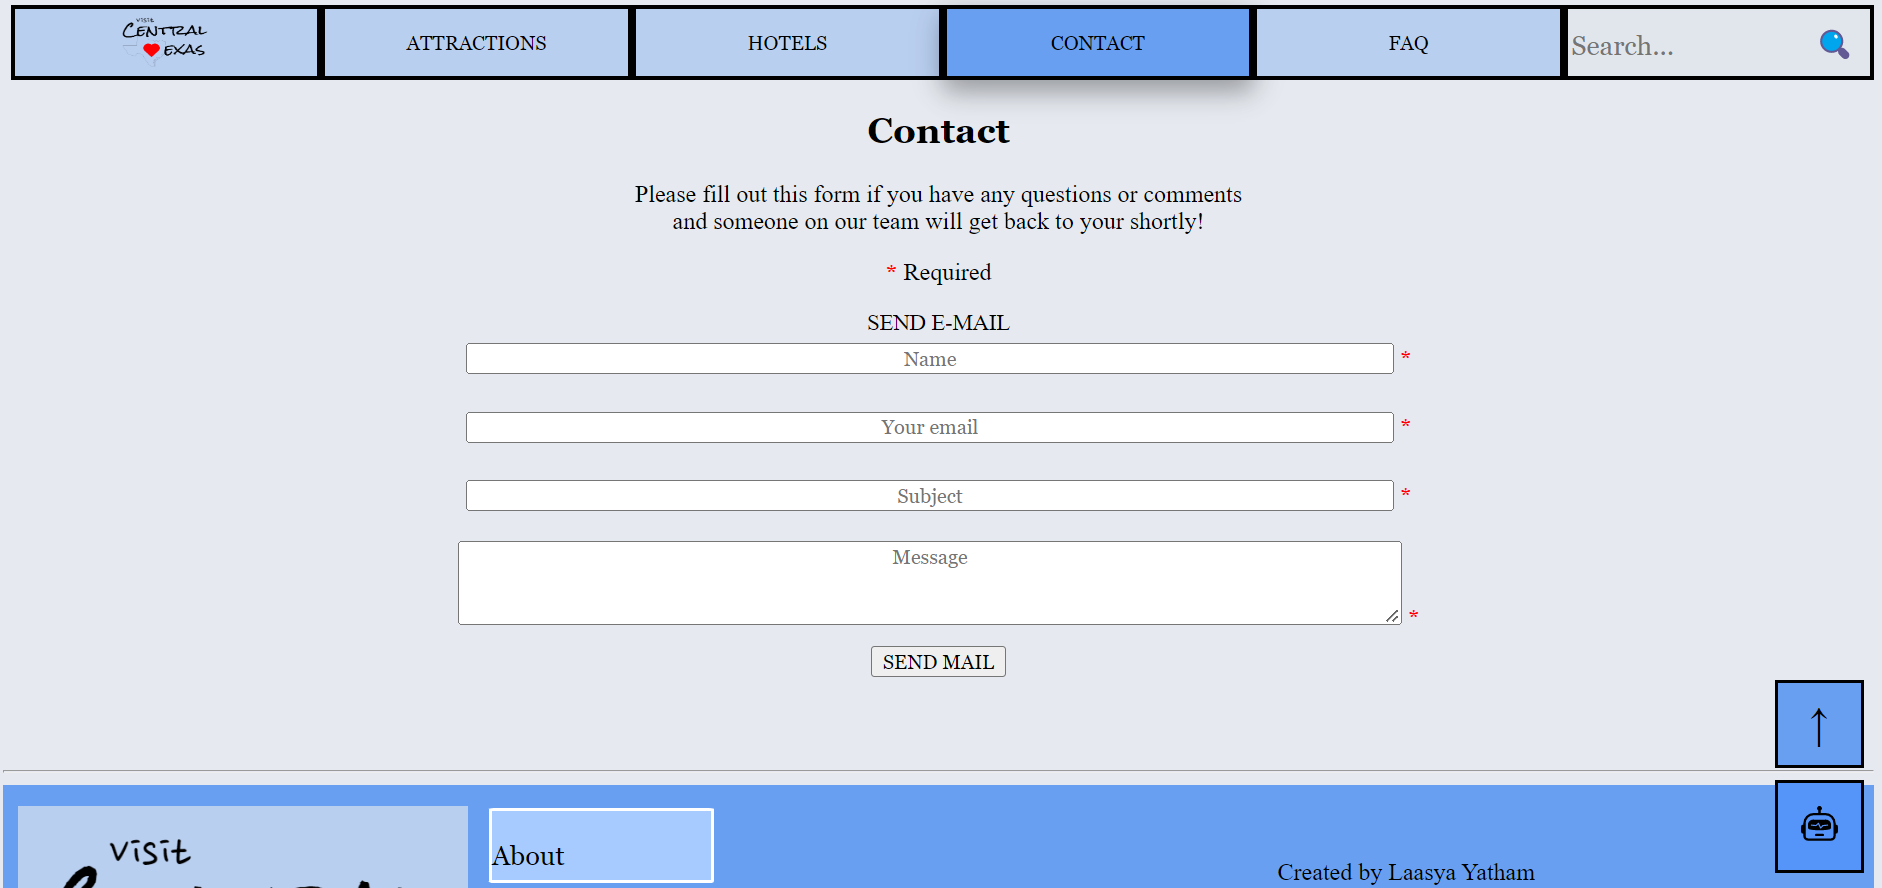 visit
CENTRAL
EXAS
ATTRACTIONS
HOTELS
CONTACT
FAQ
Search...
Contact
Please fill out this form if you have any questions or comments
and someone on our team will get back to your shortly!
* Required
SEND E-MAIL
Name *
Your email *
Subject *
Message
*
SEND MAIL
↑
visit
About
Created by Laasya Yatham